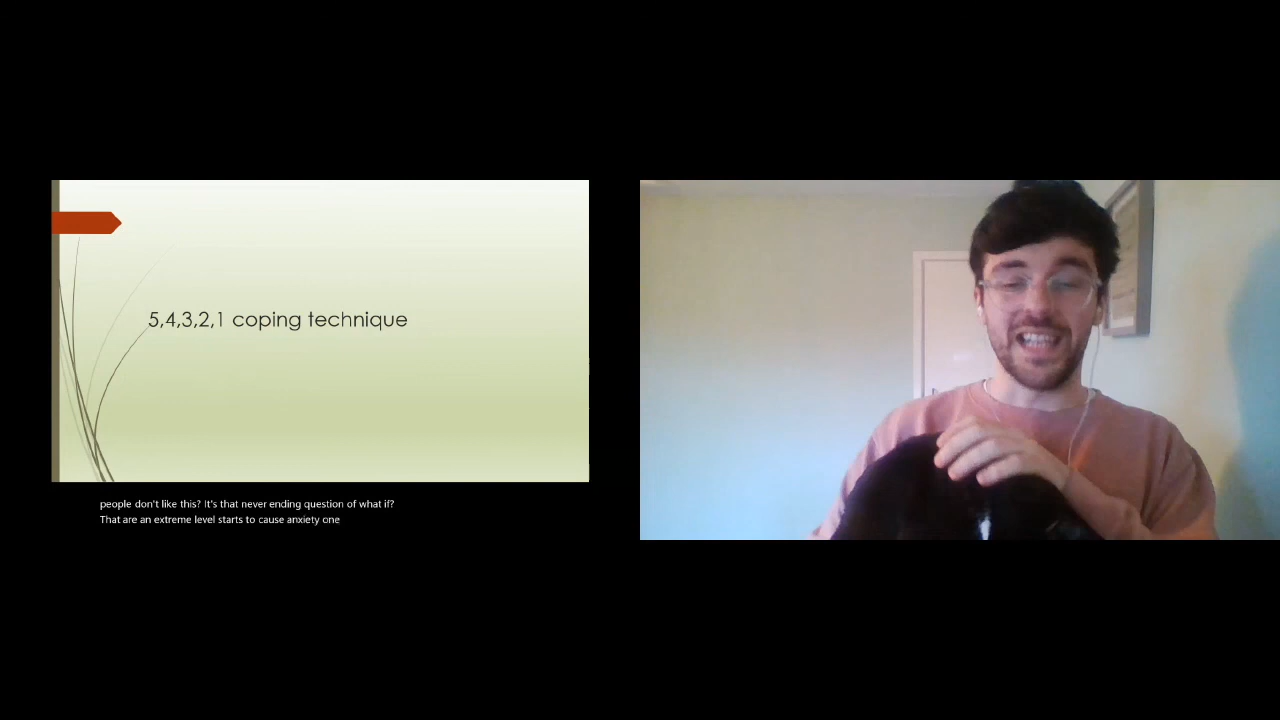 5,4,3,2,1 coping technique
people don't like this? It's that never ending question of what if?
That are an extreme level starts to cause anxiety one